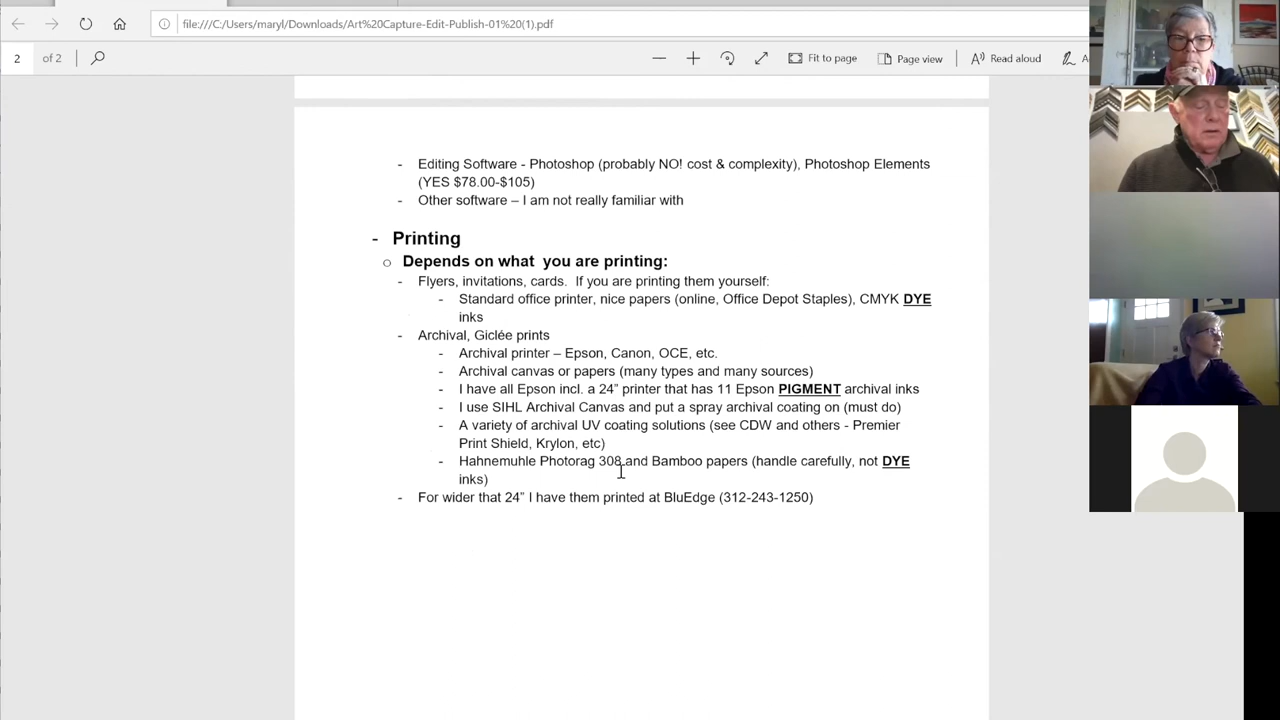 file:///C:/Users/maryl/Downloads/Art%20Capture-Edit-Publish-01%20(1).pdf
2 of 2
Fit to page
Page view
Read aloud
- Editing Software - Photoshop (probably NO! cost & complexity), Photoshop Elements
(YES $78.00-$105)
- Other software – I am not really familiar with
- Printing
o Depends on what you are printing:
- Flyers, invitations, cards. If you are printing them yourself:
- Standard office printer, nice papers (online, Office Depot Staples), CMYK DYE
inks
- Archival, Giclée prints
- Archival printer – Epson, Canon, OCE, etc.
- Archival canvas or papers (many types and many sources)
- I have all Epson incl. a 24” printer that has 11 Epson PIGMENT archival inks
- I use SIHL Archival Canvas and put a spray archival coating on (must do)
- A variety of archival UV coating solutions (see CDW and others - Premier
Print Shield, Krylon, etc)
- Hahnemuhle Photorag 308 and Bamboo papers (handle carefully, not DYE
inks)
- For wider that 24” I have them printed at BluEdge (312-243-1250)